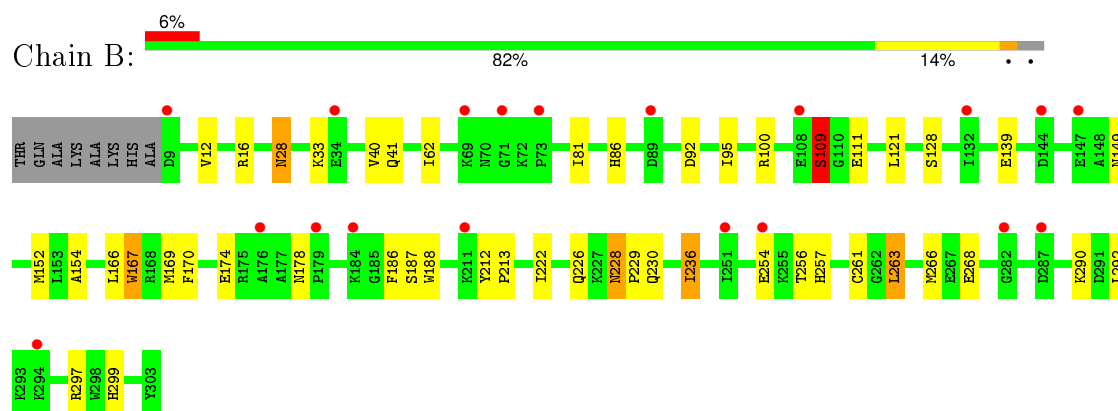 6%
Chain B:
82% 14% • •
THR GLN ALA LYS ALA LYS HIS ALA D9 V12 R16 N28 K33 E34 V40 Q41 I62 K69 N70 G71 K72 P73 I81 H86 D89 D92 I95 R100 E108 S109 G110 E111 L121 S128 I132 E139 D144 E147 A148 N149
M152 L153 A154 L166 W167 R168 M169 F170 E174 R175 A176 A177 N178 P179 K184 G185 F186 S187 W188 K211 Y212 P213 I222 Q226 K227 N228 P229 Q230 I236 I251 E254 K255 T256 H257 C261 G262 L263 M266 E267 E268 G282 D287 K290 D291
K293 K294 R297 W298 H299 Y303